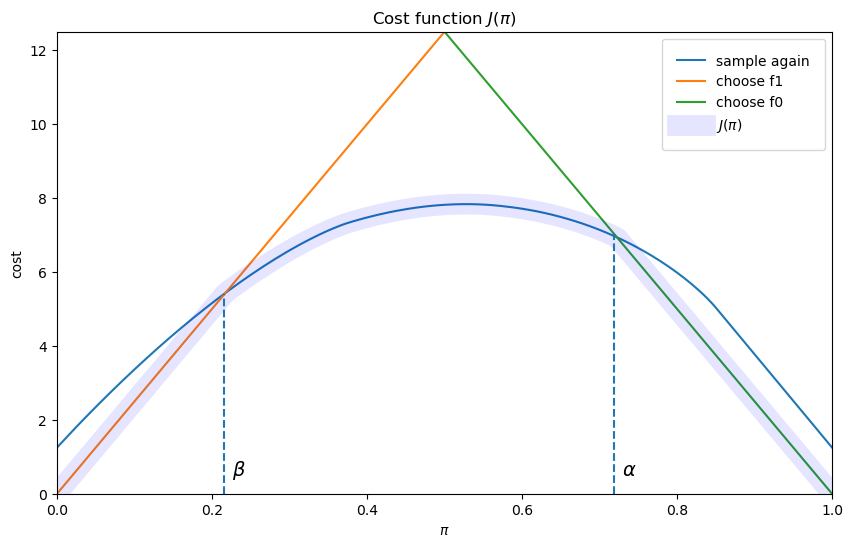 Cost function J(π)
12
10
8
6
4
2
0
cost
sample again
choose f1
choose f0
J(π)
β
α
0.0 0.2 0.4 0.6 0.8 1.0
π